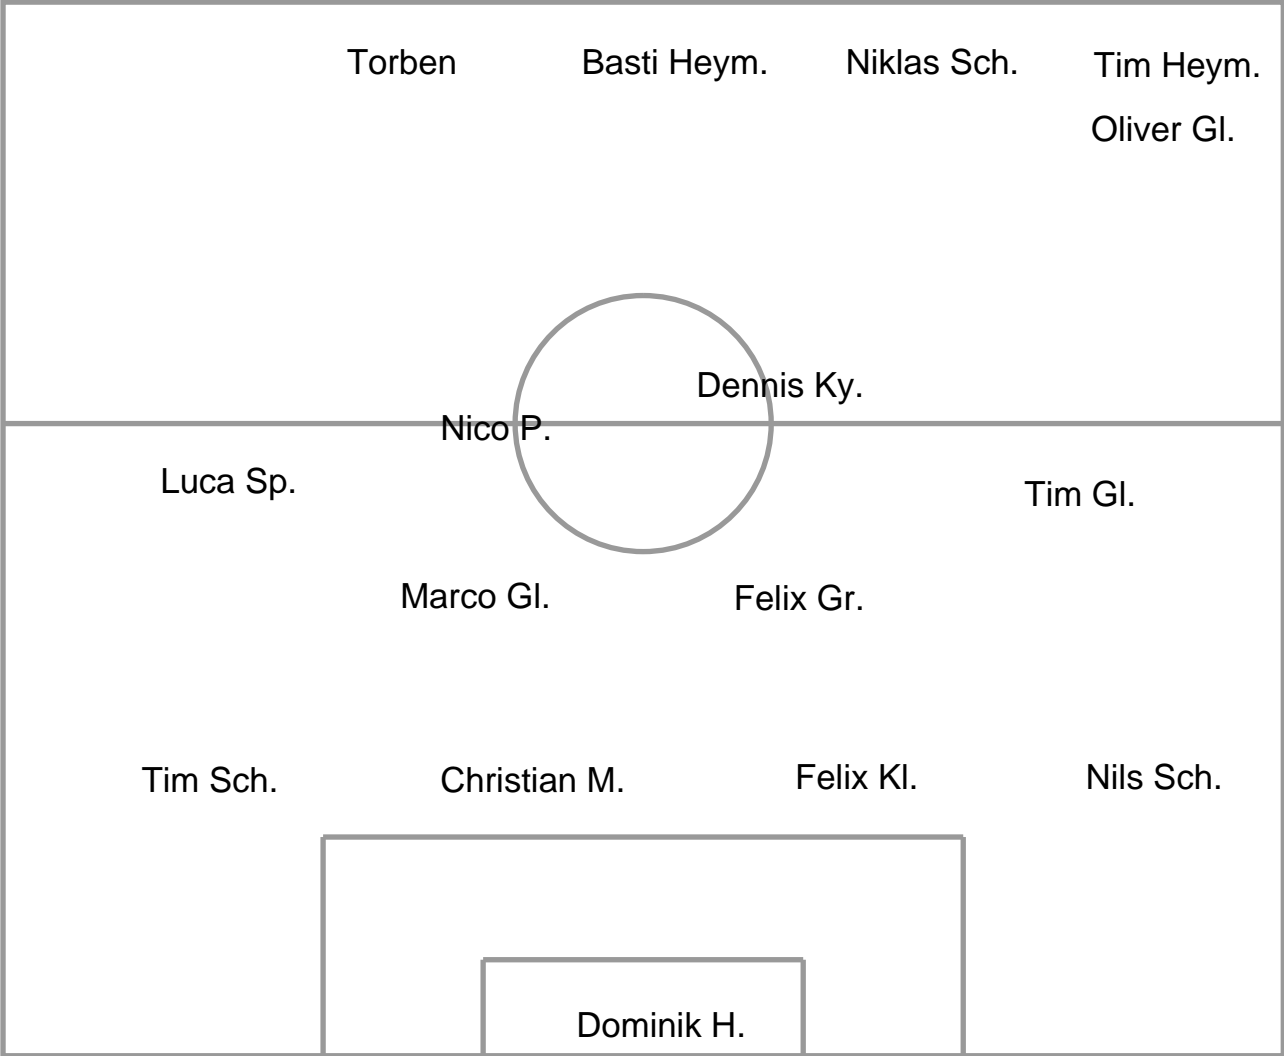 Torben
Basti Heym.
Niklas Sch.
Tim Heym.
Oliver Gl.
Dennis Ky.
Nico P.
Luca Sp.
Tim Gl.
Marco Gl.
Felix Gr.
Tim Sch.
Christian M.
Felix Kl.
Nils Sch.
Dominik H.